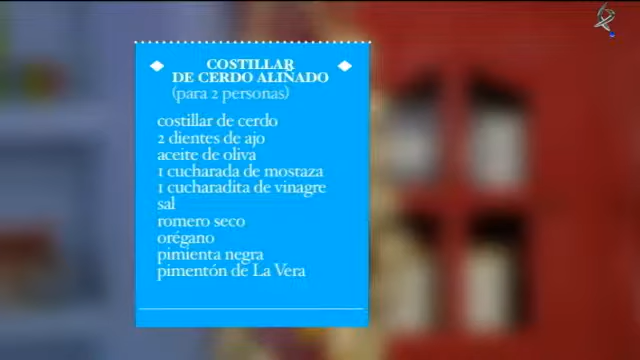 COSTILLAR
DE CERDO ALIÑADO
(para 2 personas)
costillar de cerdo
2 dientes de ajo
aceite de oliva
1 cucharada de mostaza
1 cucharadita de vinagre
sal
romero seco
orégano
pimienta negra
pimentón de La Vera